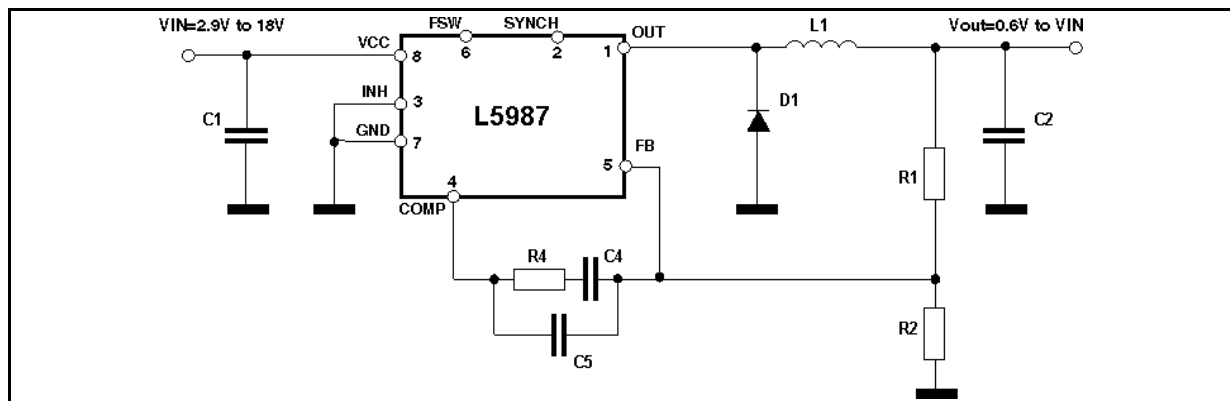 VIN=2.9V to 18V
FSW
SYNCH
OUT
L1
Vout=0.6V to VIN
VCC
8
6
2
1
INH
3
L5987
D1
C1
GND
7
FB
5
C2
R1
4
COMP
R4
C4
C5
R2